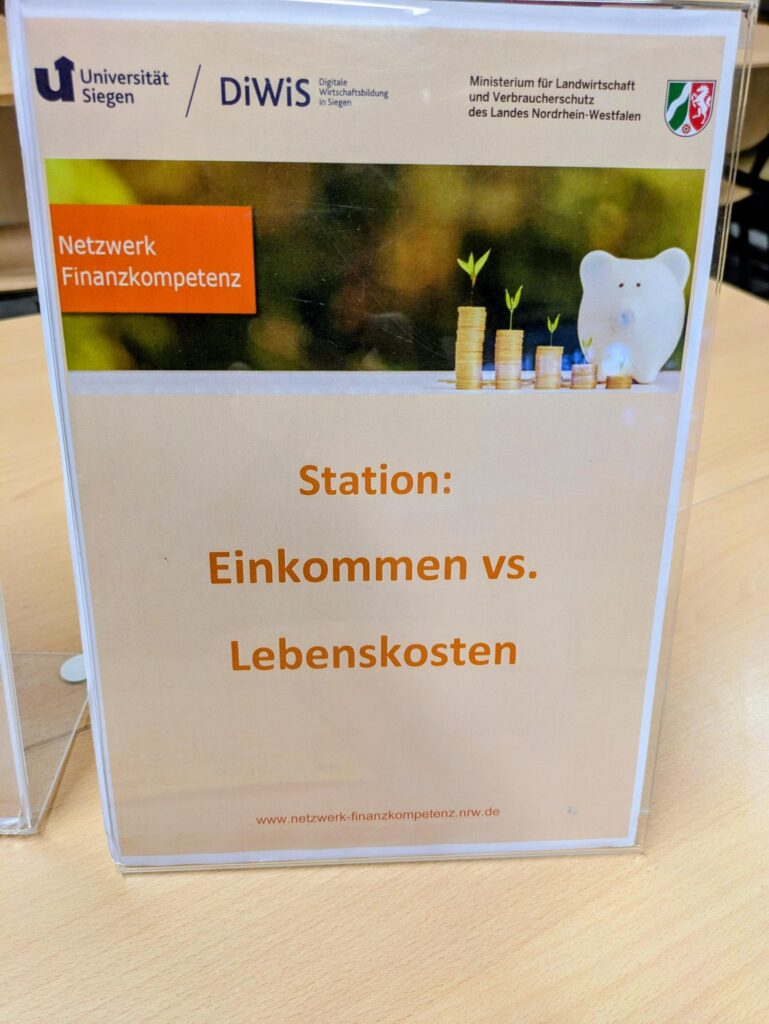 Universität
Siegen
DiWiS
Digitale
Wirtschaftsbildung
in Siegen
Ministerium für Landwirtschaft
und Verbraucherschutz
des Landes Nordrhein-Westfalen
Netzwerk
Finanzkompetenz
Station:
Einkommen vs.
Lebenskosten
www.netzwerk-finanzkompetenz.nrw.de